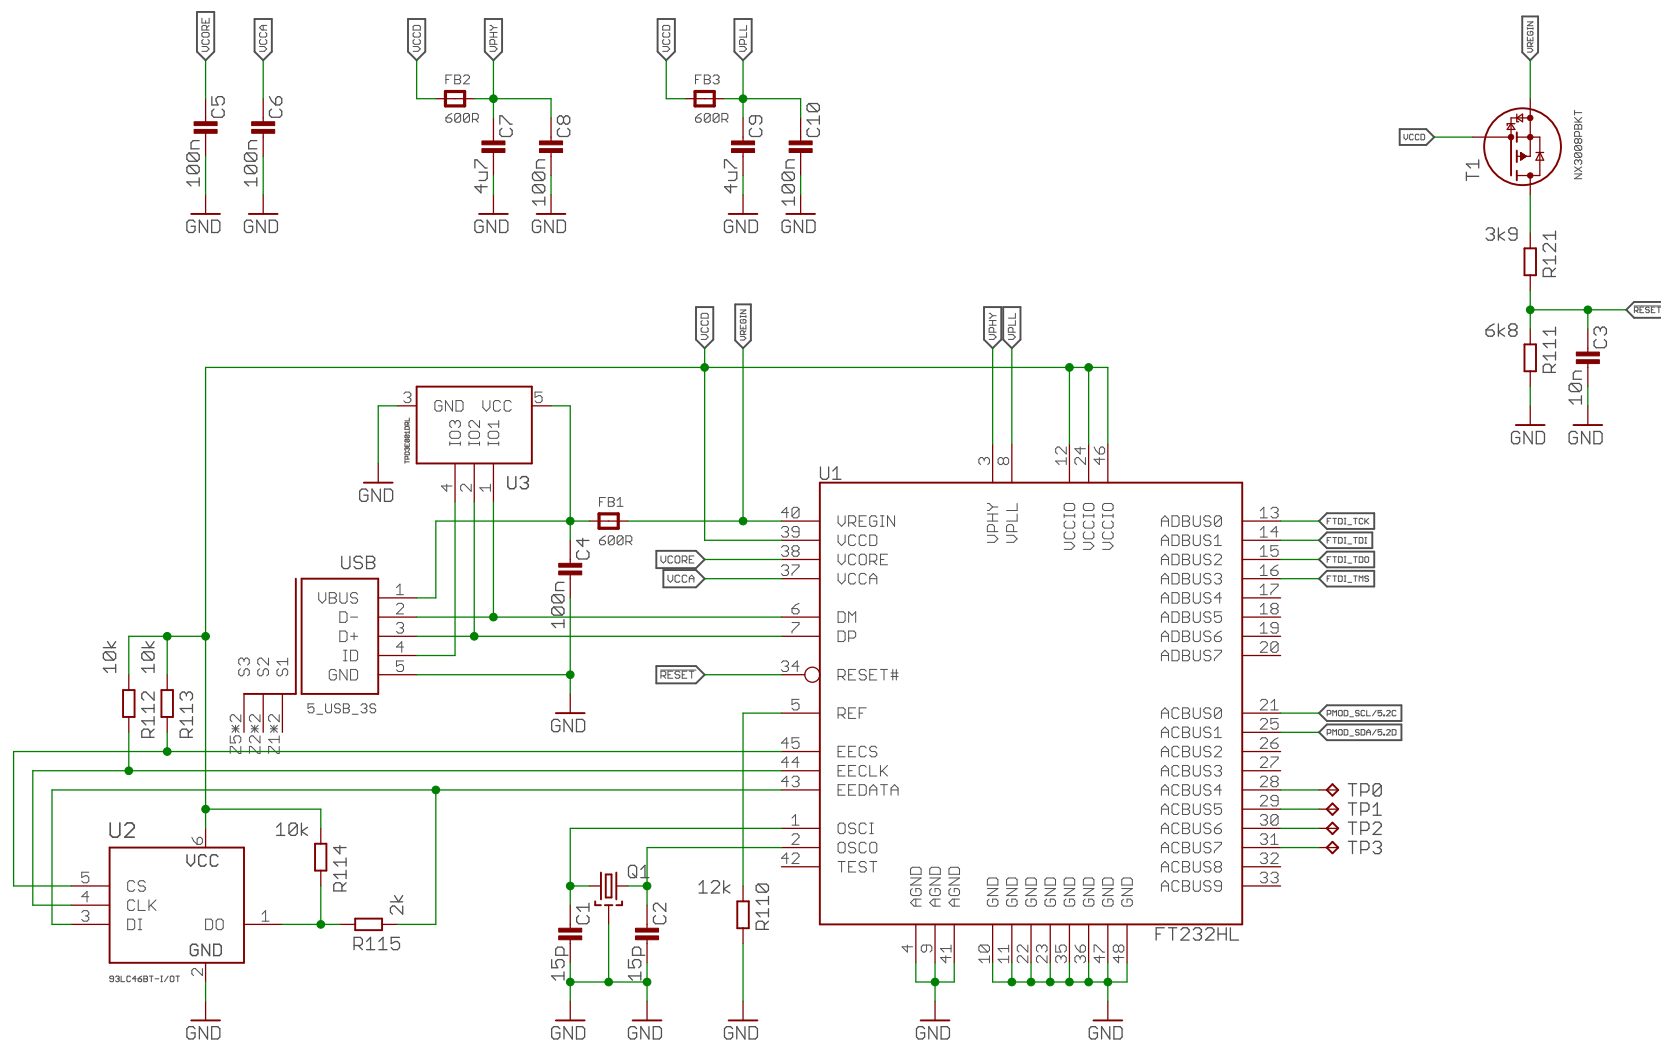 VCORE
VCCA
VCCD
VPHY
VCCD
VPLL
VREGIN
FB2
600R
FB3
600R
C5
100n
C6
100n
C7
4u7
C8
100n
C9
4u7
C10
100n
GND
GND
GND
GND
GND
GND
VCCD
T1
NX3008PBKT
3k9
R121
RESET
6k8
R111
C3
10n
GND
GND
VCCD
VREGIN
VPHY
VPLL
3
GND
VCC
5
IO3
IO2
IO1
TPD3E001DRL
4
2
1
U3
GND
FB1
600R
C4
100n
VCORE
VCCA
USB
VBUS 1
D- 2
D+ 3
ID 4
GND 5
S3
S2
S1
5_USB_3S
Z5*2
Z2*2
Z1*2
GND
RESET
10k
R112
10k
R113
U2
6
VCC
5 CS
4 CLK
3 DI
DO 1
GND
2
93LC46BT-I/OT
GND
10k
R114
2k
R115
Q1
C1
15p
C2
15p
GND
GND
12k
R110
GND
U1
3
8
12
24
46
VPHY
VPLL
VCCIO
VCCIO
VCCIO
40 VREGIN
39 VCCD
38 VCORE
37 VCCA
6 DM
7 DP
34 RESET#
5 REF
45 EECS
44 EECLK
43 EEDATA
1 OSCI
2 OSCO
42 TEST
ADBUS0 13 FTDI_TCK
ADBUS1 14 FTDI_TDI
ADBUS2 15 FTDI_TDO
ADBUS3 16 FTDI_TMS
ADBUS4 17
ADBUS5 18
ADBUS6 19
ADBUS7 20
ACBUS0 21 PMOD_SCL/5.2C
ACBUS1 25 PMOD_SDA/5.2D
ACBUS2 26
ACBUS3 27
ACBUS4 28 TP0
ACBUS5 29 TP1
ACBUS6 30 TP2
ACBUS7 31 TP3
ACBUS8 32
ACBUS9 33
AGND
AGND
AGND
GND
GND
GND
GND
GND
GND
GND
GND
FT232HL
4
9
41
10
11
22
23
35
36
47
48
GND
GND